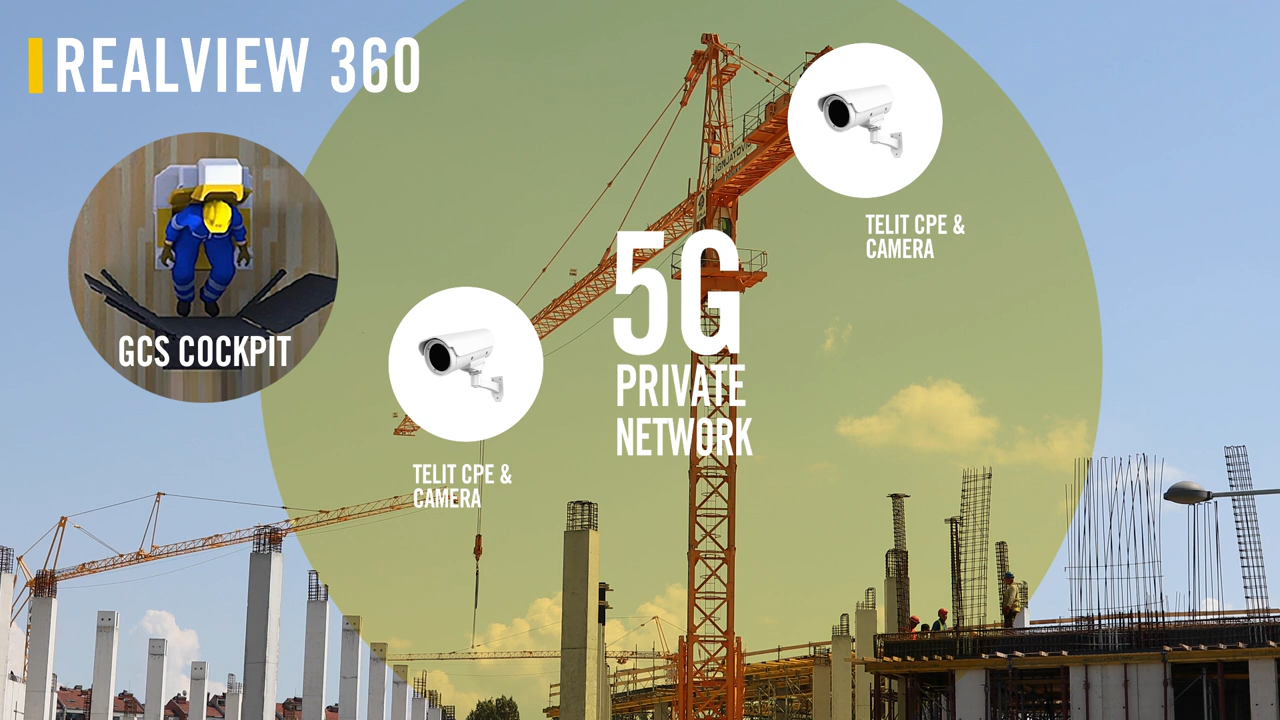 REALVIEW 360
GCS COCKPIT
TELIT CPE &
CAMERA
5G
PRIVATE
NETWORK
TELIT CPE &
CAMERA